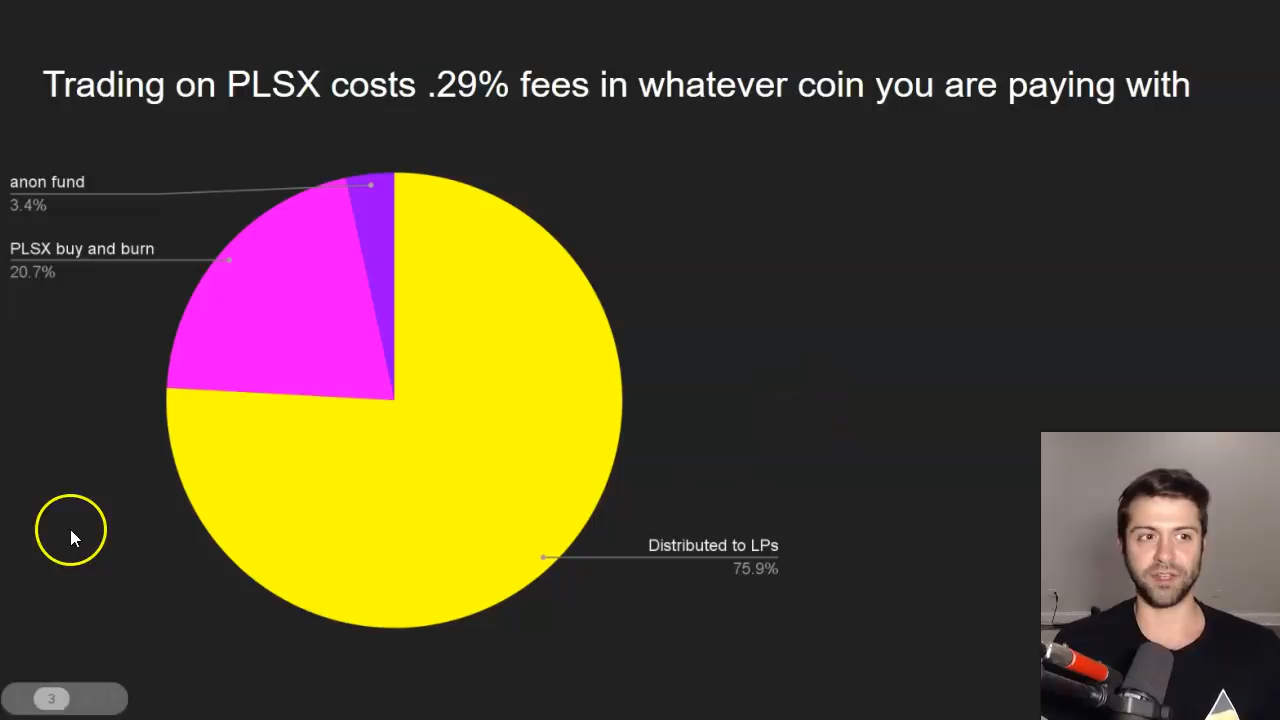 Trading on PLSX costs .29% fees in whatever coin you are paying with
anon fund
3.4%
PLSX buy and burn
20.7%
Distributed to LPs
75.9%
3